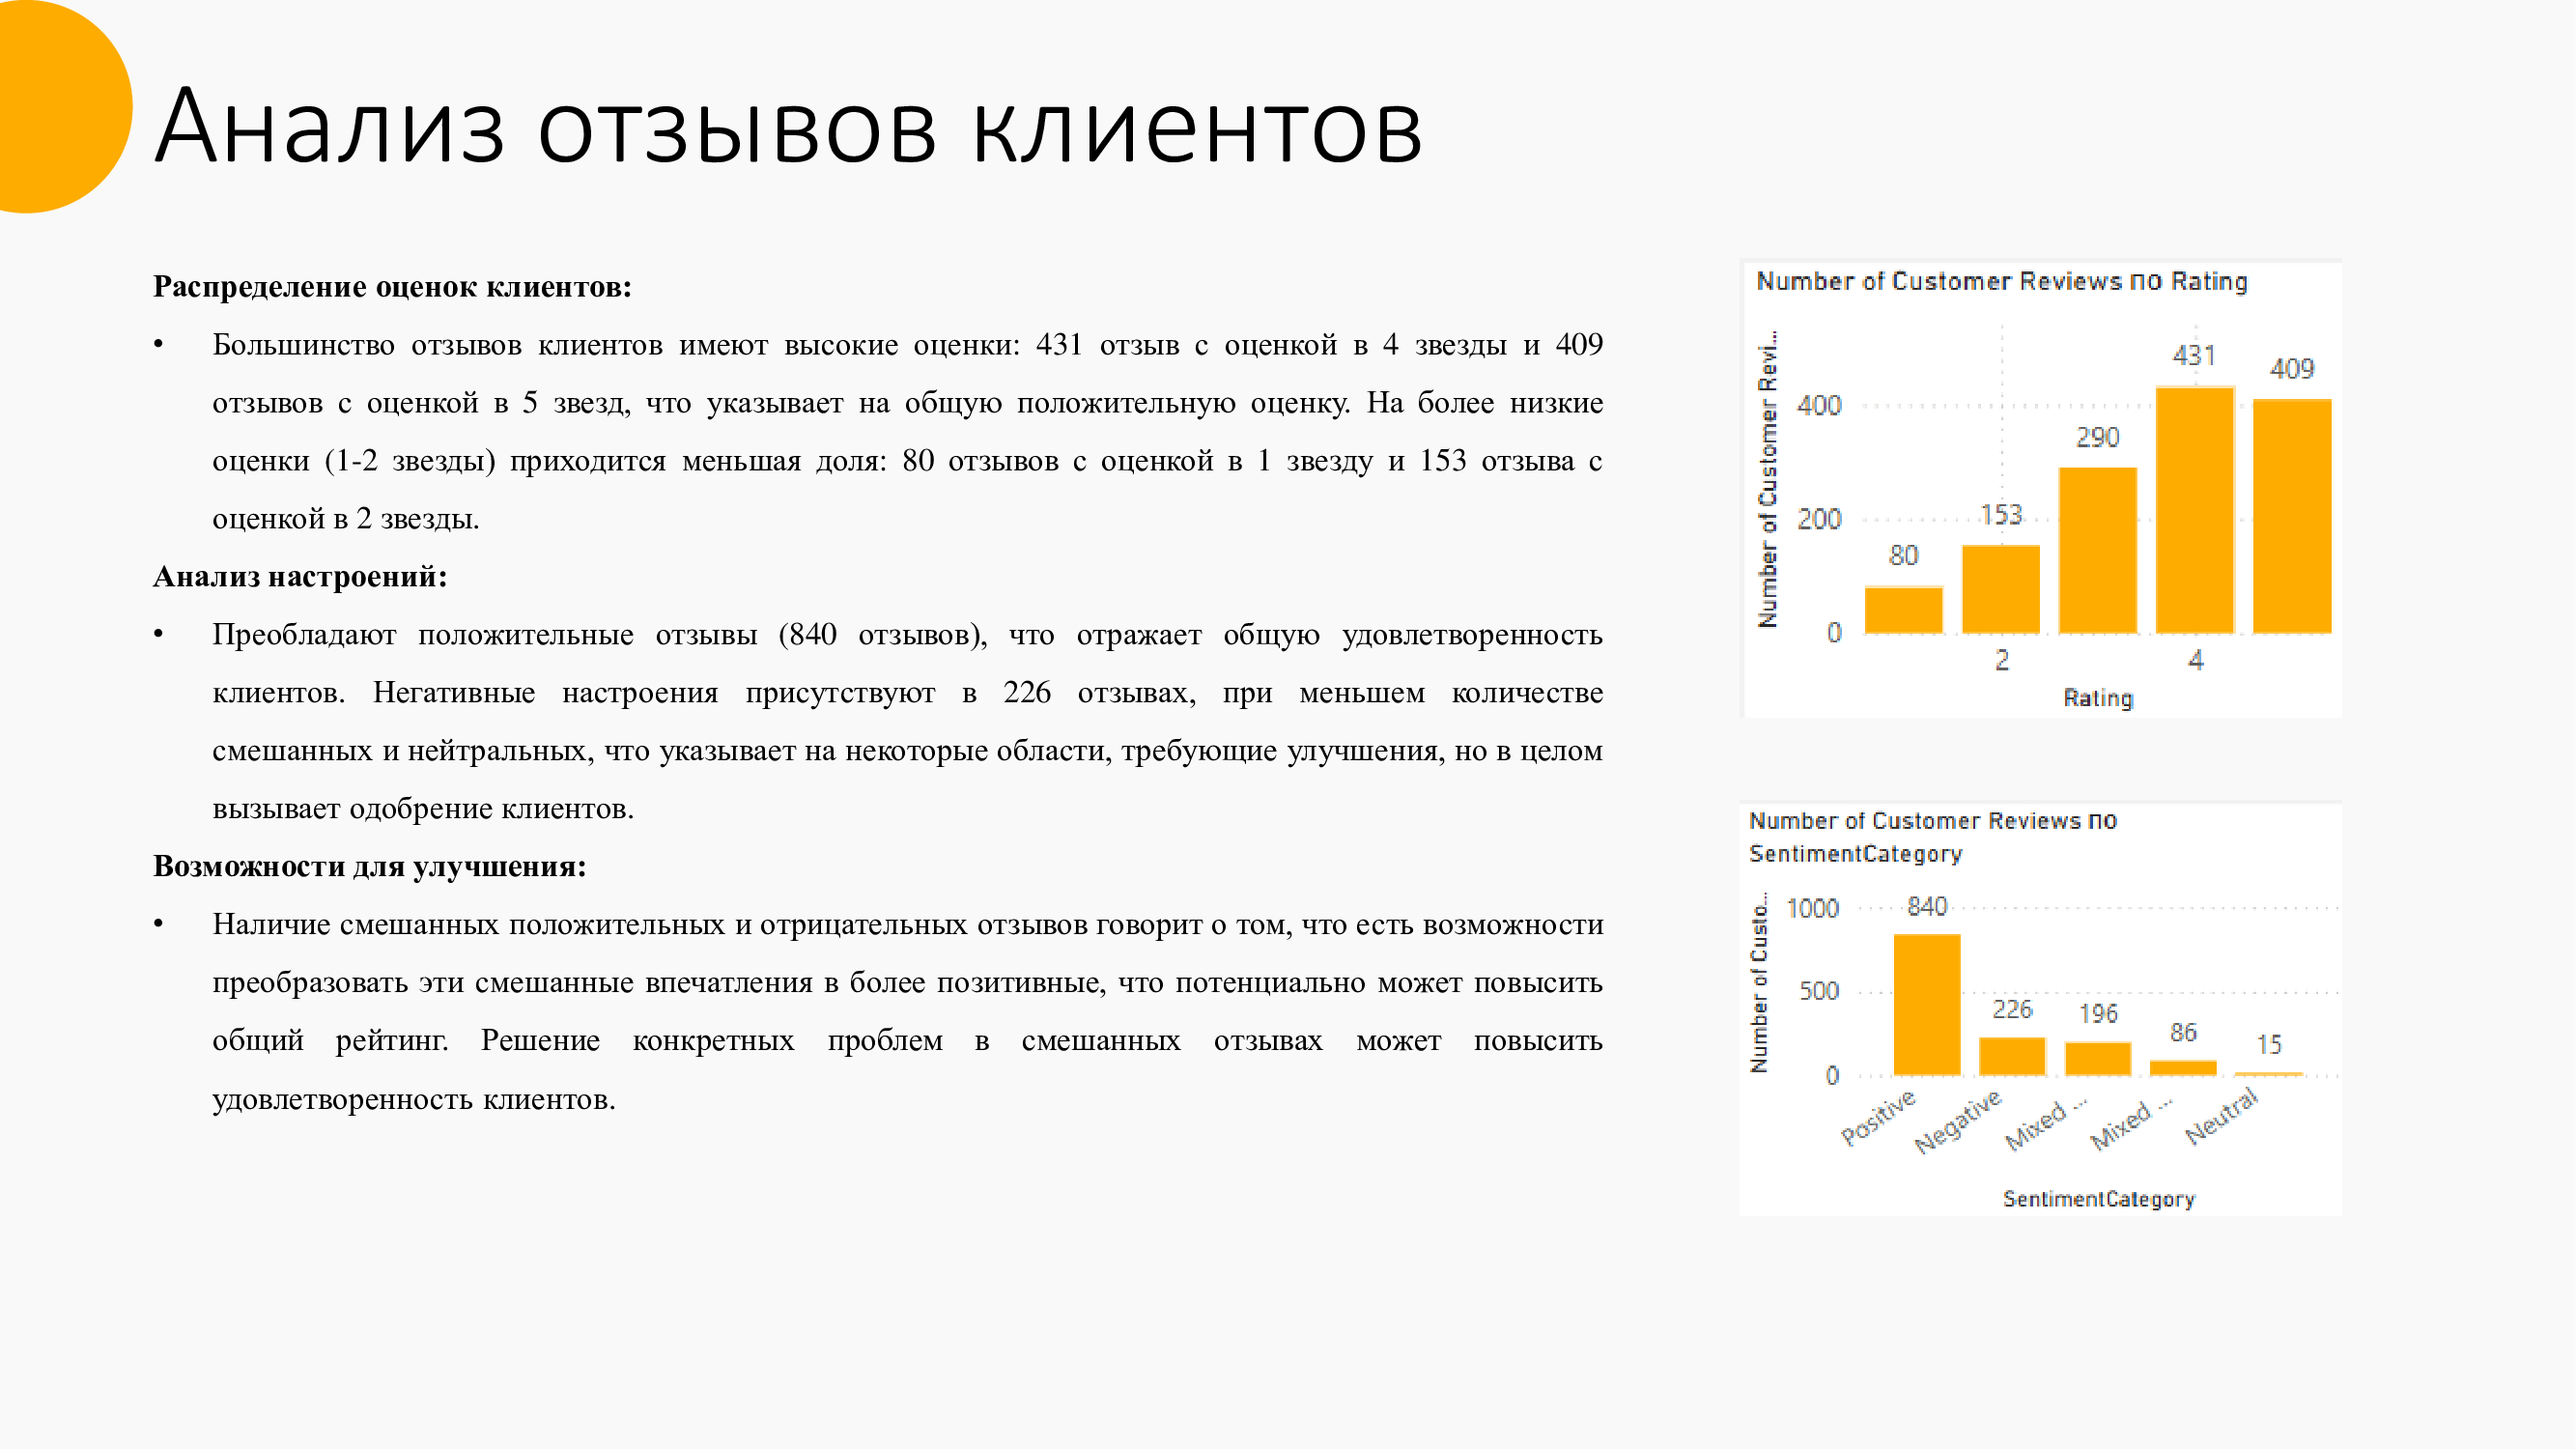 Анализ отзывов клиентов
Распределение оценок клиентов:
• Большинство отзывов клиентов имеют высокие оценки: 431 отзыв с оценкой в 4 звезды и 409
отзывов с оценкой в 5 звезд, что указывает на общую положительную оценку. На более низкие
оценки (1-2 звезды) приходится меньшая доля: 80 отзывов с оценкой в 1 звезду и 153 отзыва с
оценкой в 2 звезды.
Анализ настроений:
• Преобладают положительные отзывы (840 отзывов), что отражает общую удовлетворенность
клиентов. Негативные настроения присутствуют в 226 отзывах, при меньшем количестве
смешанных и нейтральных, что указывает на некоторые области, требующие улучшения, но в целом
вызывает одобрение клиентов.
Возможности для улучшения:
• Наличие смешанных положительных и отрицательных отзывов говорит о том, что есть возможности
преобразовать эти смешанные впечатления в более позитивные, что потенциально может повысить
общий рейтинг. Решение конкретных проблем в смешанных отзывах может повысить
удовлетворенность клиентов.
Number of Customer Reviews по Rating
Number of Customer Revi...
400
200
0
80
153
290
431
409
2
4
Rating
Number of Customer Reviews по
SentimentCategory
Number of Custo...
1000
500
0
840
226
196
86
15
Positive
Negative
Mixed ...
Mixed ...
Neutral
SentimentCategory